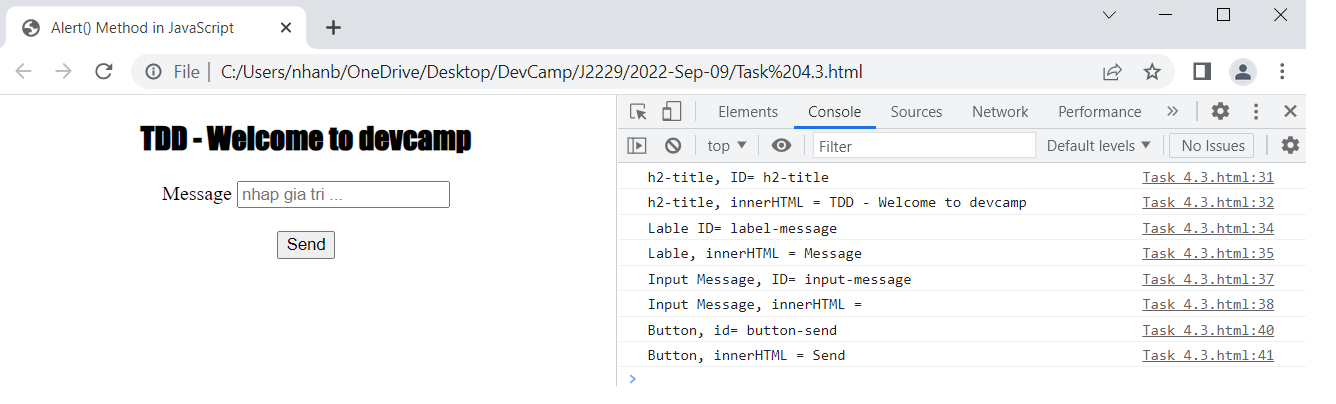 Alert() Method in JavaScript
File | C:/Users/nhanb/OneDrive/Desktop/DevCamp/J2229/2022-Sep-09/Task%204.3.html
TDD - Welcome to devcamp
Message nhap gia tri ...
Send
Elements Console Sources Network Performance »
top Filter Default levels No Issues
h2-title, ID= h2-title Task 4.3.html:31
h2-title, innerHTML = TDD - Welcome to devcamp Task 4.3.html:32
Lable ID= label-message Task 4.3.html:34
Lable, innerHTML = Message Task 4.3.html:35
Input Message, ID= input-message Task 4.3.html:37
Input Message, innerHTML = Task 4.3.html:38
Button, id= button-send Task 4.3.html:40
Button, innerHTML = Send Task 4.3.html:41
>